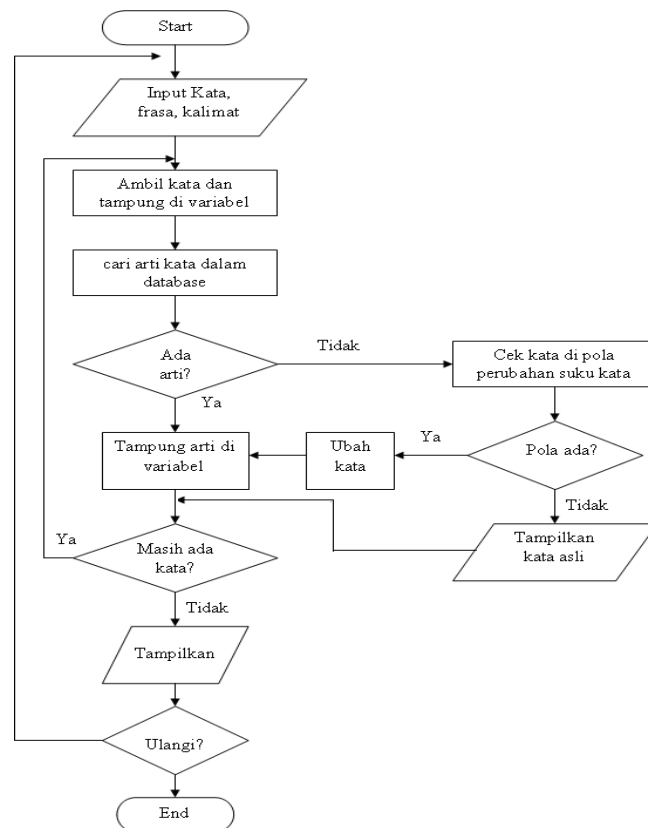 Start
Input Kata,
frasa, kalimat
Ambil kata dan
tampung di variabel
cari arti kata dalam
database
Ada
arti?
Tidak
Cek kata di pola
perubahan suku kata
Ya
Tampung arti di
variabel
Ubah
kata
Ya
Pola ada?
Tidak
Tampilkan
kata asli
Ya
Masih ada
kata?
Tidak
Tampilkan
Ulangi?
End